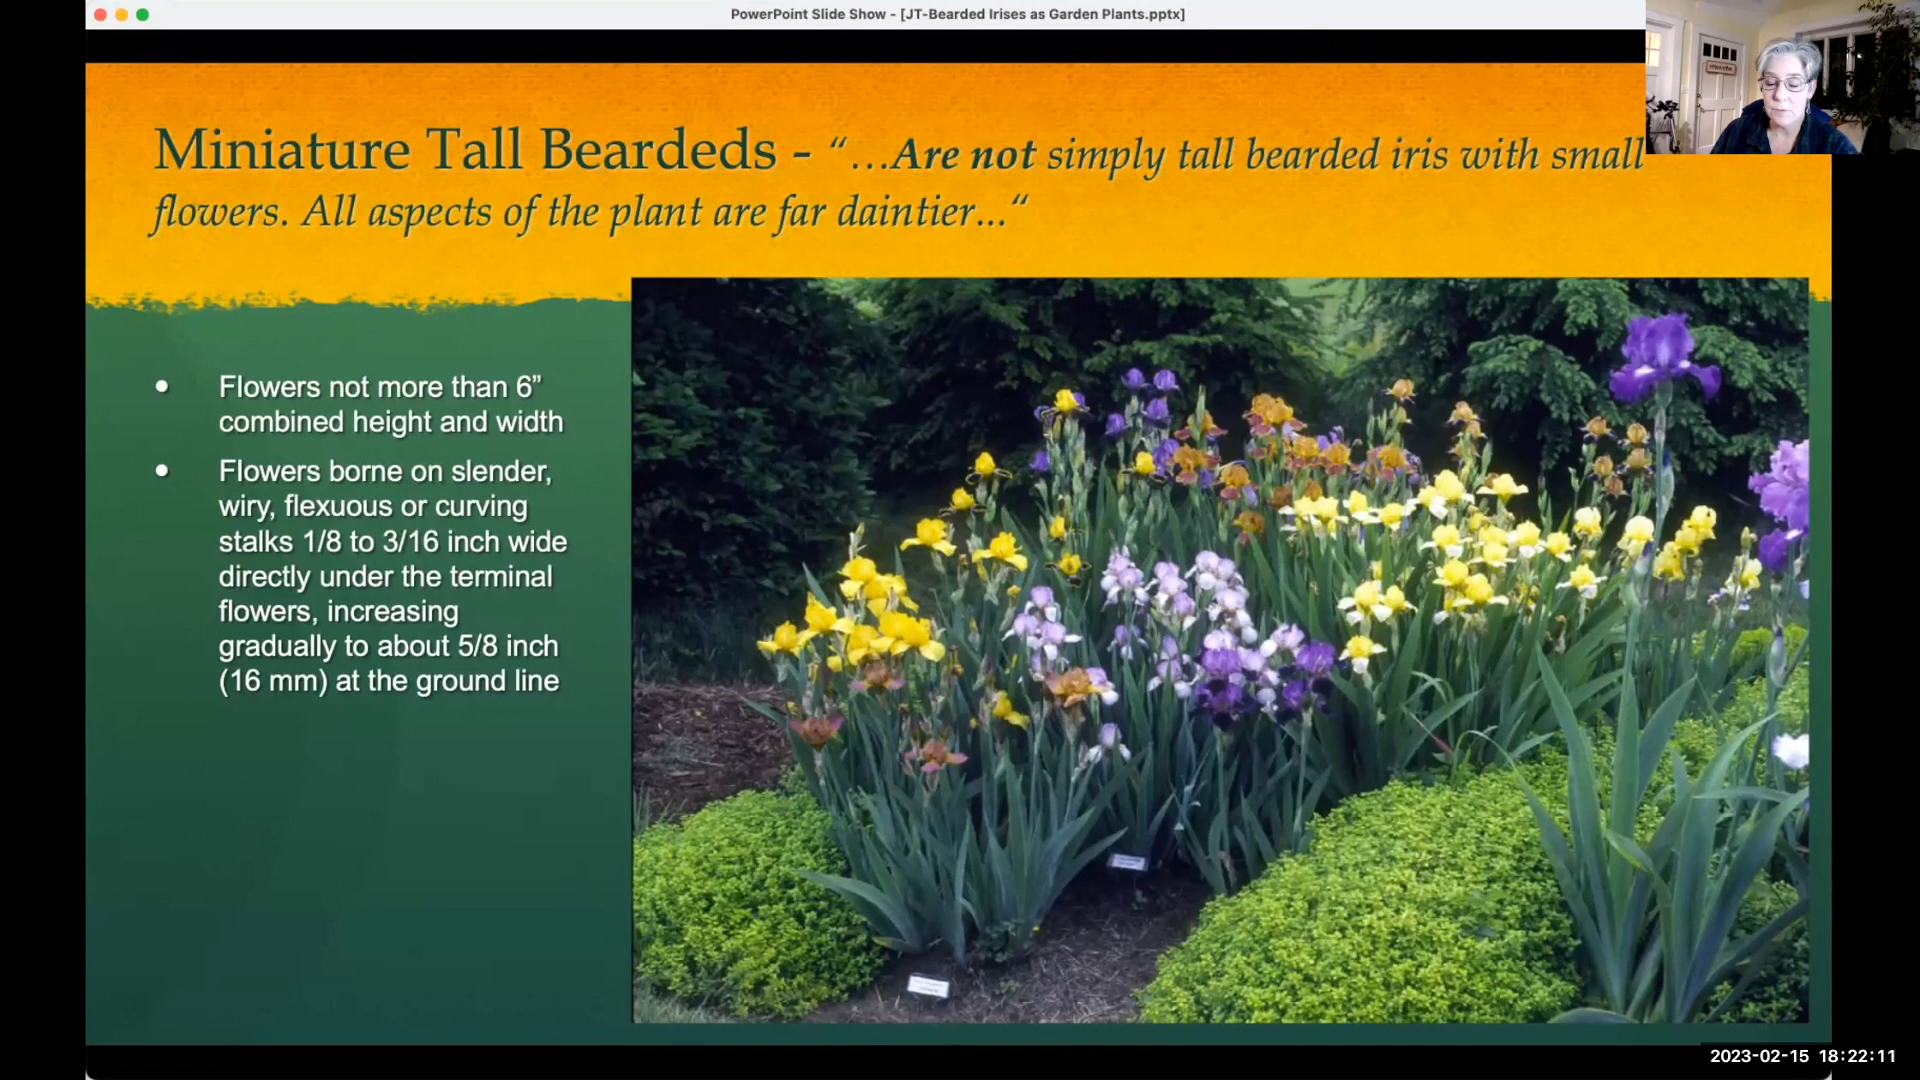 PowerPoint Slide Show - [JT-Bearded Irises as Garden Plants.pptx]
Miniature Tall Beardeds - “…Are not simply tall bearded iris with small
flowers. All aspects of the plant are far daintier...“
• Flowers not more than 6”
combined height and width
• Flowers borne on slender,
wiry, flexuous or curving
stalks 1/8 to 3/16 inch wide
directly under the terminal
flowers, increasing
gradually to about 5/8 inch
(16 mm) at the ground line
2023-02-15 18:22:11